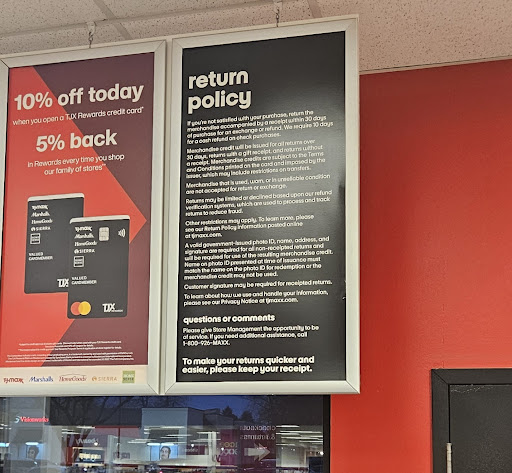 10% off today
when you open a TJX Rewards credit card*
5% back
in Rewards every time you shop
our family of stores**
TJ·maxx
Marshalls.
HomeGoods
SIERRA
VALUED
CARDMEMBER
TJX
TJ·maxx
Marshalls.
HomeGoods
SIERRA
VALUED
CARDMEMBER
TJX
TJ·maxx Marshalls HomeGoods SIERRA
return
policy
If you're not satisfied with your purchase, return the
merchandise accompanied by a receipt within 30 days
of purchase for an exchange or refund. We require 10 days
for a cash refund on check purchases.
Merchandise credit will be issued for all returns over
30 days, returns with a gift receipt, and returns without
a receipt. Merchandise credits are subject to the Terms
and Conditions printed on the card and imposed by the
issuer, which may include restrictions on transfers.
Merchandise that is used, worn, or in unsellable condition
are not accepted for return or exchange.
Returns may be limited or declined based upon our refund
verification systems, which are used to process and track
returns to reduce fraud.
Other restrictions may apply. To learn more, please
see our Return Policy information posted online
at tjmaxx.com.
A valid government-issued photo ID, name, address, and
signature are required for all non-receipted returns and
will be required for use of the resulting merchandise credit.
Name on photo ID presented at time of issuance must
match the name on the photo ID for redemption or the
merchandise credit may not be used.
Customer signature may be required for receipted returns.
To learn about how we use and handle your information,
please see our Privacy Notice at tjmaxx.com.
questions or comments
Please give Store Management the opportunity to be
of service. If you need additional assistance, call
1-800-926-MAXX.
To make your returns quicker and
easier, please keep your receipt.
Visionworks